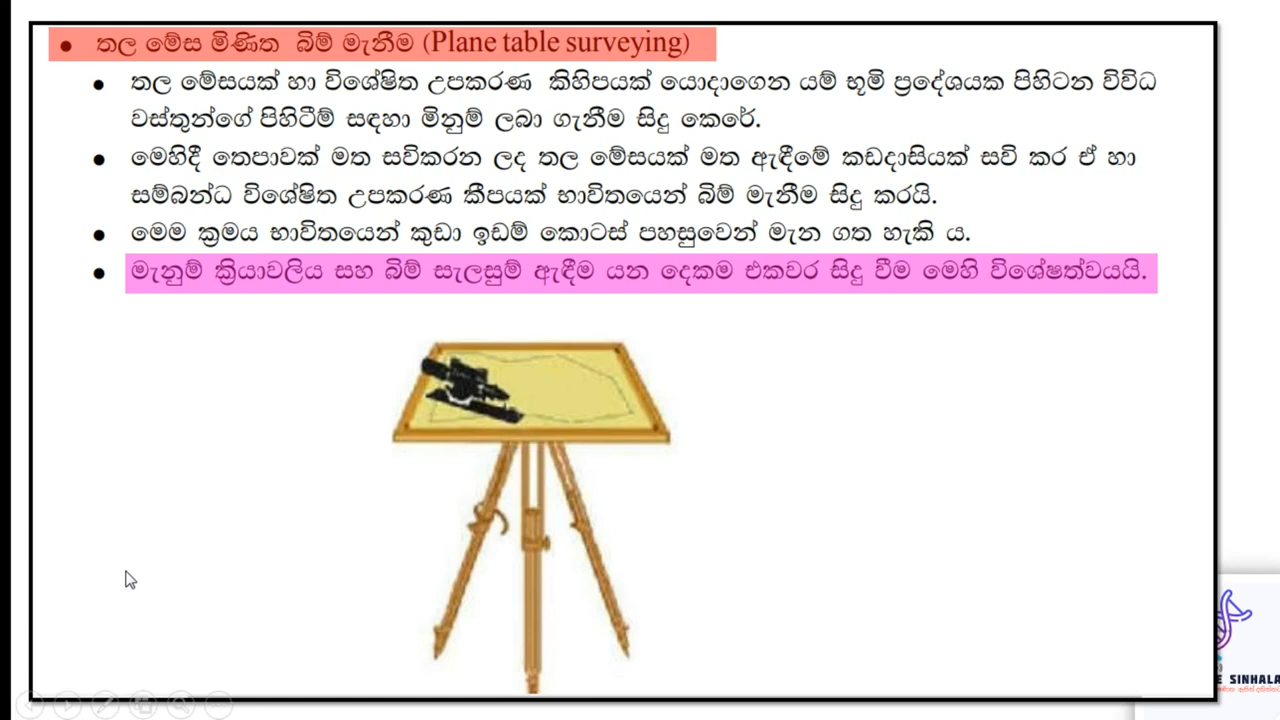 ● තල මේස මිණිත බිම් මැනීම (Plane table surveying)
● තල මේසයක් හා විශේෂිත උපකරණ කිහිපයක් යොදාගෙන යම් භූමි ප්‍රදේශයක පිහිටන විවිධ
වස්තූන්ගේ පිහිටීම් සඳහා මිනුම් ලබා ගැනීම සිදු කෙරේ.
● මෙහිදී තෙපාවක් මත සවිකරන ලද තල මේසයක් මත ඇඳීමේ කඩදාසියක් සවි කර ඒ හා
සම්බන්ධ විශේෂිත උපකරණ කීපයක් භාවිතයෙන් බිම් මැනීම සිදු කරයි.
● මෙම ක්‍රමය භාවිතයෙන් කුඩා ඉඩම් කොටස් පහසුවෙන් මැන ගත හැකි ය.
● මැනුම් ක්‍රියාවලිය සහ බිම් සැලසුම් ඇඳීම යන දෙකම එකවර සිදු වීම මෙහි විශේෂත්වයයි.
E SINHALA